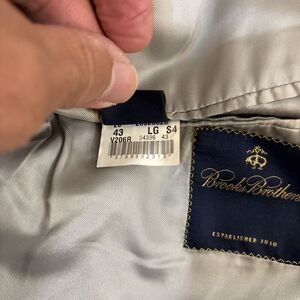 43 LG S4
V206R 34336 43
Brooks Brothers
ESTABLISHED 1818